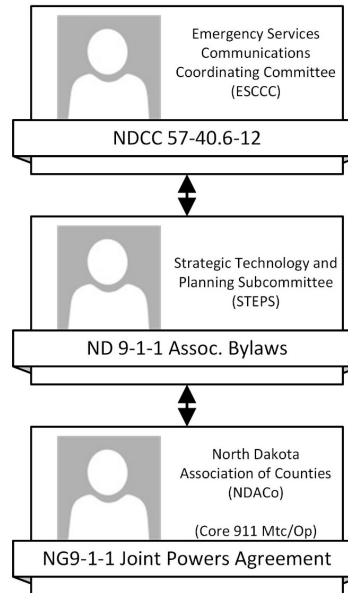 Emergency Services
Communications
Coordinating Committee
(ESCCC)
NDCC 57-40.6-12
Strategic Technology and
Planning Subcommittee
(STEPS)
ND 9-1-1 Assoc. Bylaws
North Dakota
Association of Counties
(NDACo)
(Core 911 Mtc/Op)
NG9-1-1 Joint Powers Agreement